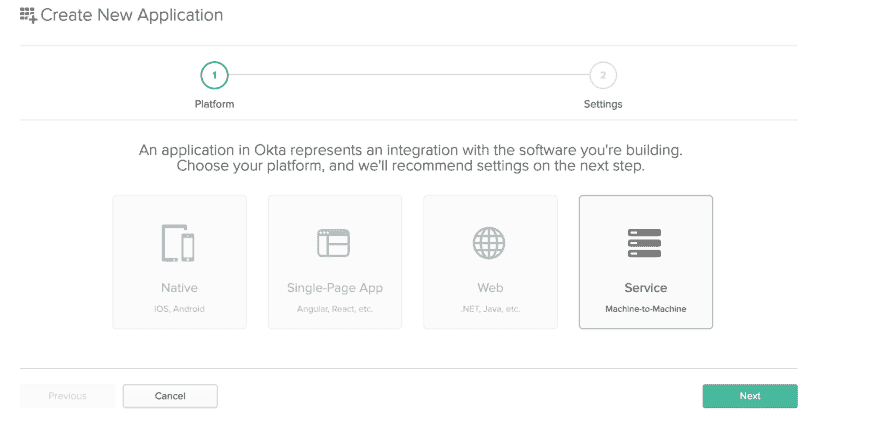 Create New Application
1
2
Platform
Settings
An application in Okta represents an integration with the software you're building.
Choose your platform, and we'll recommend settings on the next step.
Native
Single-Page App
Web
Service
iOS, Android
Angular, React, etc.
.NET, Java, etc.
Machine-to-Machine
Previous
Cancel
Next